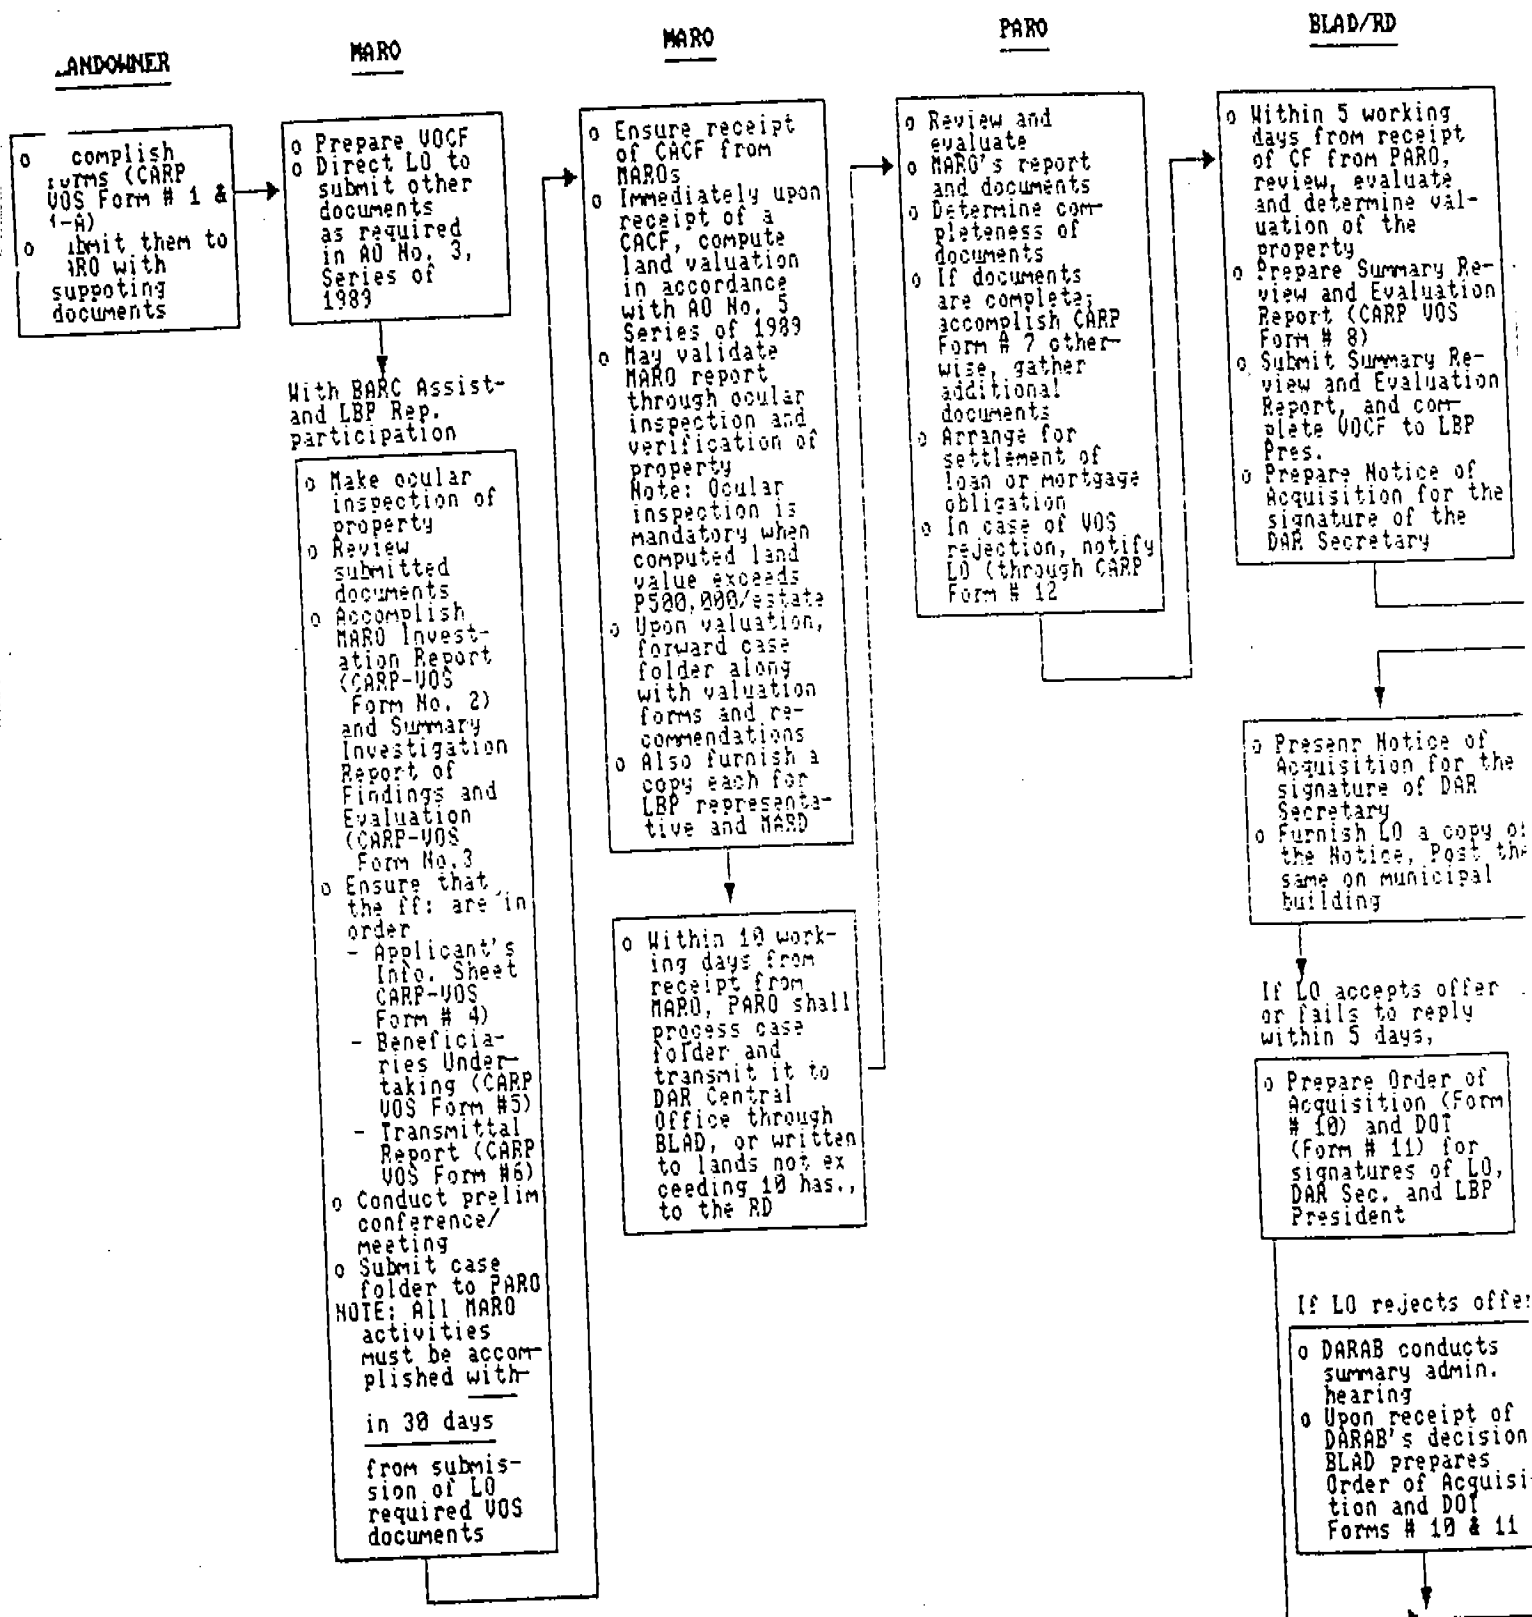 ANDOWNER
o complish
forms (CARP
VOS Form # 1 &
1-A)
o ubmit them to
ARO with
suppoting
documents
MARO
o Prepare VOCF
o Direct LO to
submit other
documents
as required
in AO No. 3,
Series of
1989
With BARC Assist-
and LBP Rep.
participation
o Make ocular
inspection of
property
o Review
submitted
documents
o Accomplish
MARO Invest-
ation Report
(CARP-VOS
Form No. 2)
and Summary
Investigation
Report of
Findings and
Evaluation
(CARP-VOS
Form No.3
o Ensure that
the ff: are in
order
- Applicant's
Info. Sheet
CARP-VOS
Form # 4)
- Beneficia-
ries Under-
taking (CARP
VOS Form #5)
- Transmittal
Report (CARP
VOS Form #6)
o Conduct prelim
conference/
meeting
o Submit case
folder to PARO
NOTE: All MARO
activities
must be accom-
plished with-
in 30 days
from submis-
sion of LO
required VOS
documents
MARO
o Ensure receipt
of CACF from
MAROs
o Immediately upon
receipt of a
CACF, compute
land valuation
in accordance
with AO No. 5
Series of 1989
o May validate
MARO report
through ocular
inspection and
verification of
property
Note: Ocular
inspection is
mandatory when
computed land
value exceeds
P500,000/estate
o Upon valuation,
forward case
folder along
with valuation
forms and re-
commendations
o Also furnish a
copy each for
LBP representa-
tive and MARO
o Within 10 work-
ing days from
receipt from
MARO, PARO shall
process case
folder and
transmit it to
DAR Central
Office through
BLAD, or written
to lands not ex
ceeding 10 has.,
to the RD
PARO
o Review and
evaluate
o MARO's report
and documents
o Determine com-
pleteness of
documents
o If documents
are complete;
accomplish CARP
Form # 7 other-
wise, gather
additional
documents
o Arrange for
settlement of
loan or mortgage
obligation
o In case of VOS
rejection, notify
LO (through CARP
Form # 12
BLAD/RD
o Within 5 working
days from receipt
of CF from PARO,
review, evaluate
and determine val-
uation of the
property
o Prepare Summary Re-
view and Evaluation
Report (CARP VOS
Form # 8)
o Submit Summary Re-
view and Evaluation
Report, and com-
plete VOCF to LBP
Pres.
o Prepare Notice of
Acquisition for the
signature of the
DAR Secretary
o Presenr Notice of
Acquisition for the
signature of DAR
Secretary
o Furnish LO a copy of
the Notice, Post the
same on municipal
building
If LO accepts offer
or fails to reply
within 5 days,
o Prepare Order of
Acquisition (Form
# 10) and DOT
(Form # 11) for
signatures of LO,
DAR Sec. and LBP
President
If LO rejects offer
o DARAB conducts
summary admin.
hearing
o Upon receipt of
DARAB's decision
BLAD prepares
Order of Acquisi-
tion and DOT
Forms # 10 & 11